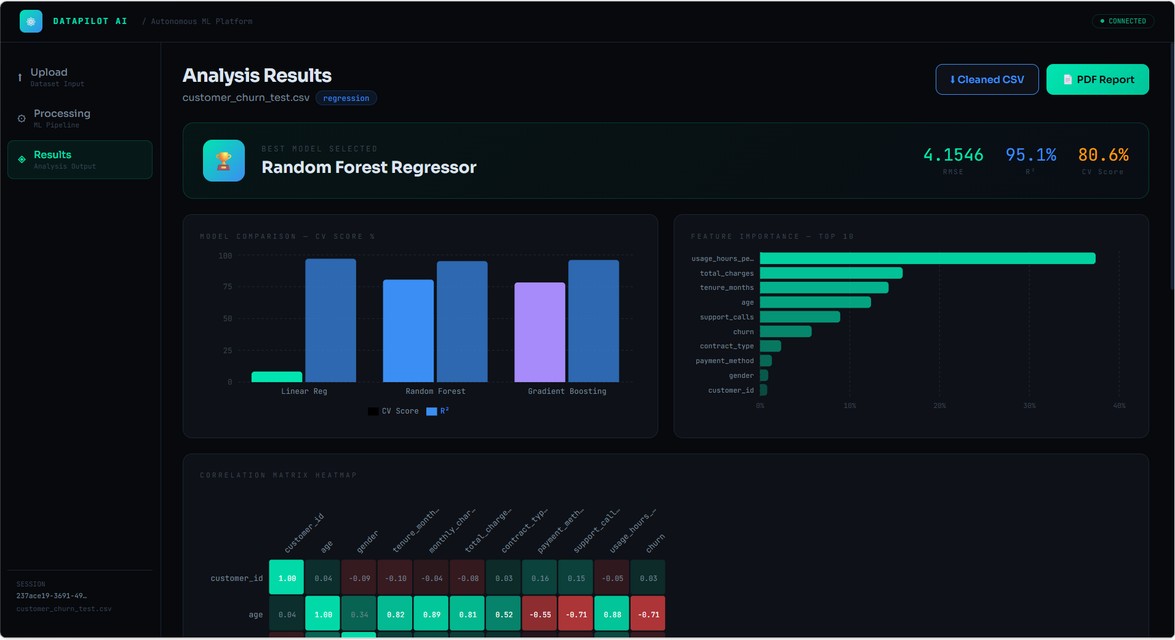 DATAPILOT AI / Autonomous ML Platform
CONNECTED
Upload
Dataset Input
Processing
ML Pipeline
Results
Analysis Output
SESSION
237ace19-3691-49…
customer_churn_test.csv
Analysis Results
customer_churn_test.csv regression
Cleaned CSV
PDF Report
BEST MODEL SELECTED
Random Forest Regressor
4.1546 95.1% 80.6%
RMSE R² CV Score
MODEL COMPARISON — CV SCORE %
100
75
50
25
0
Linear Reg Random Forest Gradient Boosting
CV Score R²
FEATURE IMPORTANCE — TOP 10
usage_hours_pe…
total_charges
tenure_months
age
support_calls
churn
contract_type
payment_method
gender
customer_id
0% 10% 20% 30% 40%
CORRELATION MATRIX HEATMAP
customer_id age gender tenure_month… monthly_char… total_charge… contract_typ… payment_meth… support_call… usage_hours_… churn
customer_id 1.00 0.04 -0.09 -0.10 -0.04 -0.08 0.03 0.16 0.15 -0.05 0.03
age 0.04 1.00 0.34 0.82 0.89 0.81 0.52 -0.55 -0.71 0.88 -0.71